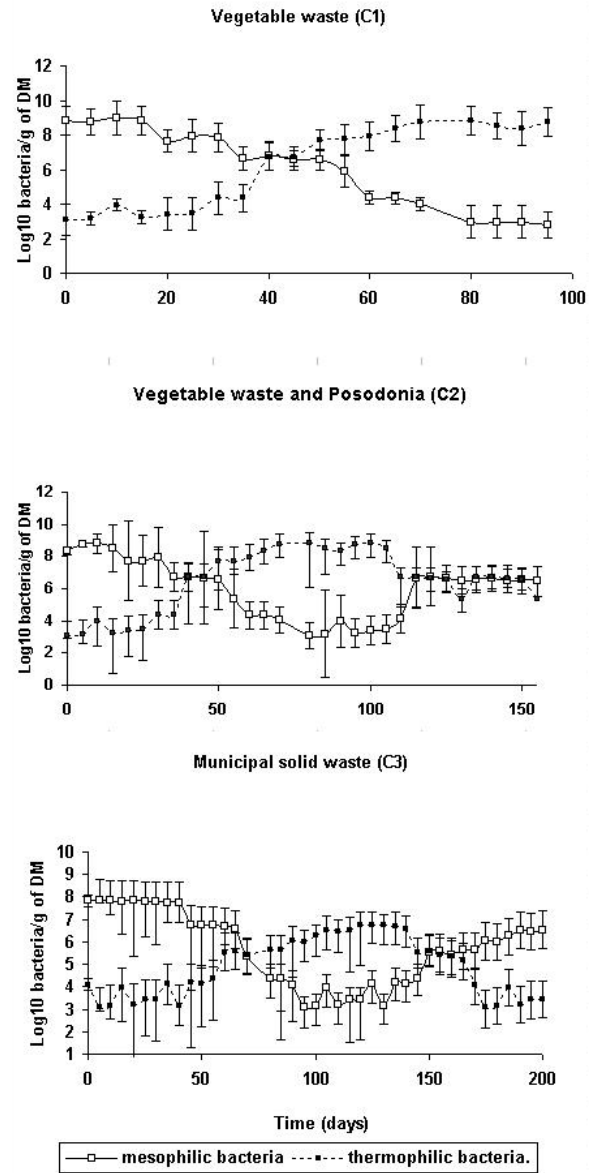 Vegetable waste (C1)
Log10 bacteria/g of DM
12
10
8
6
4
2
0
0 20 40 60 80 100
Vegetable waste and Posodonia (C2)
Log10 bacteria/g of DM
12
10
8
6
4
2
0
0 50 100 150
Municipal solid waste (C3)
Log10 bacteria/g of DM
10
9
8
7
6
5
4
3
2
1
0 50 100 150 200
Time (days)
mesophilic bacteria thermophilic bacteria.